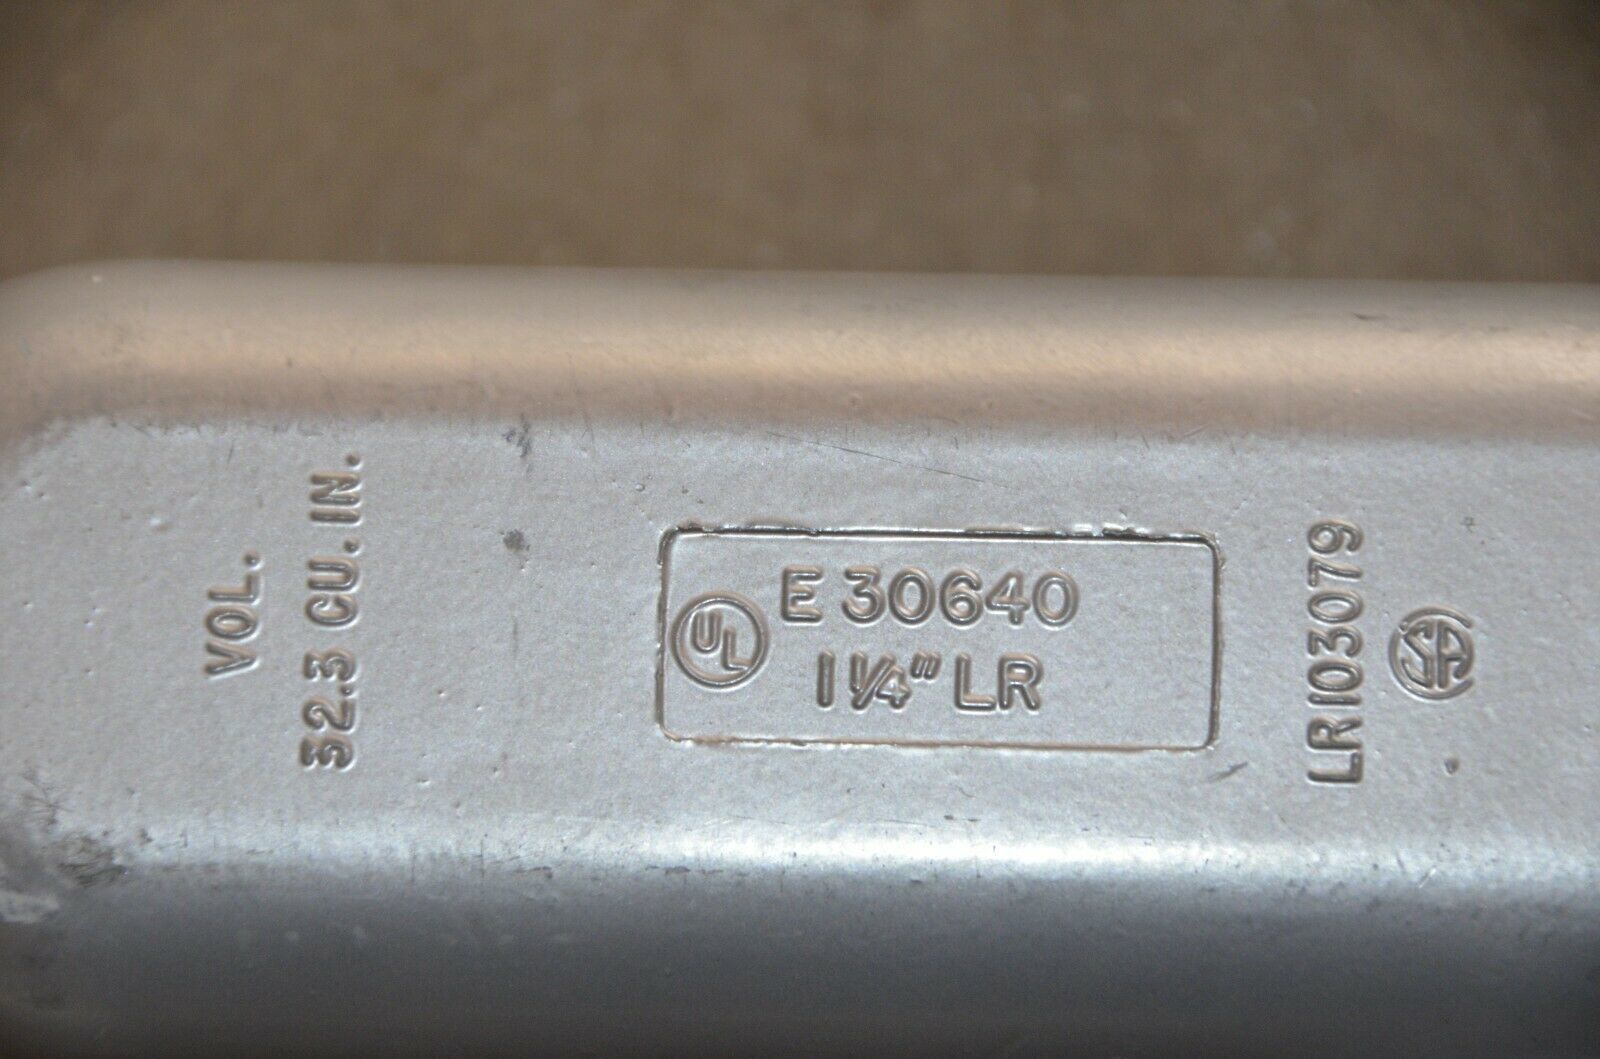 VOL.
32.3 CU. IN.
UL
E 30640
1 1/4" LR
LR103079
SA